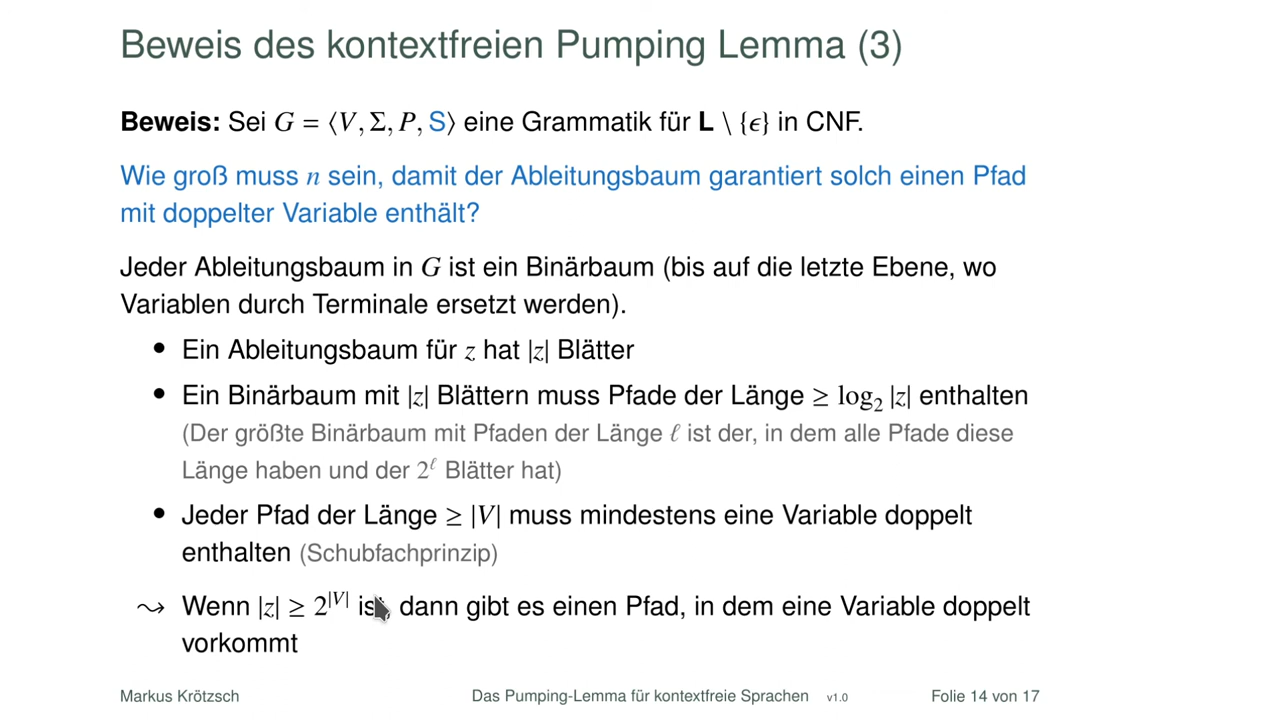 Beweis des kontextfreien Pumping Lemma (3)
Beweis: Sei G = ⟨V, Σ, P, S⟩ eine Grammatik für L \ {ϵ} in CNF.
Wie groß muss n sein, damit der Ableitungsbaum garantiert solch einen Pfad
mit doppelter Variable enthält?
Jeder Ableitungsbaum in G ist ein Binärbaum (bis auf die letzte Ebene, wo
Variablen durch Terminale ersetzt werden).
• Ein Ableitungsbaum für z hat |z| Blätter
• Ein Binärbaum mit |z| Blättern muss Pfade der Länge ≥ log₂ |z| enthalten
(Der größte Binärbaum mit Pfaden der Länge ℓ ist der, in dem alle Pfade diese
Länge haben und der 2^ℓ Blätter hat)
• Jeder Pfad der Länge ≥ |V| muss mindestens eine Variable doppelt
enthalten (Schubfachprinzip)
⤳ Wenn |z| ≥ 2^|V| ist, dann gibt es einen Pfad, in dem eine Variable doppelt
vorkommt
Markus Krötzsch Das Pumping-Lemma für kontextfreie Sprachen v1.0 Folie 14 von 17